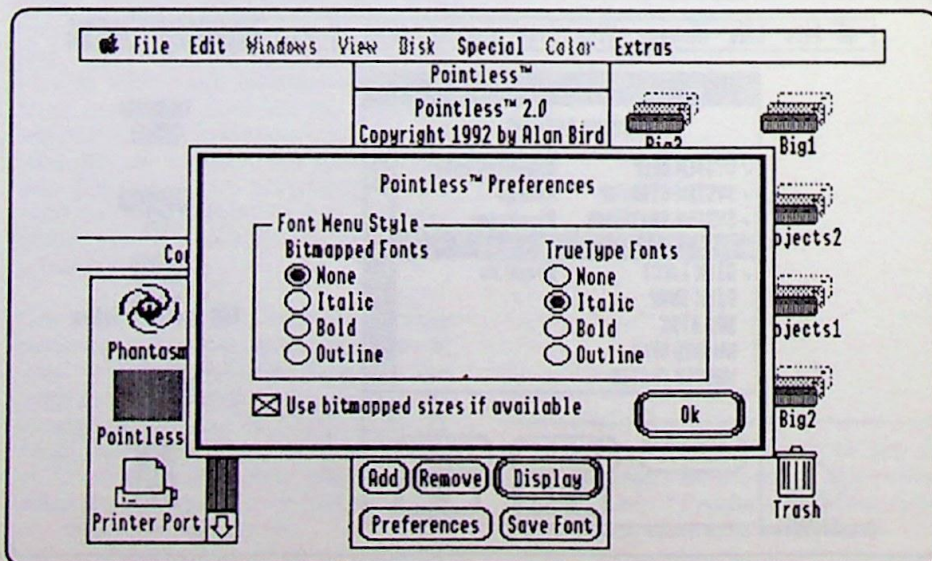 File Edit Windows View Disk Special Color Extras
Pointless™
Pointless™ 2.0
Copyright 1992 by Alan Bird
Big1
Pointless™ Preferences
Font Menu Style
Bitmapped Fonts
None
Italic
Bold
Outline
TrueType Fonts
None
Italic
Bold
Outline
Use bitmapped sizes if available
Ok
bjects2
bjects1
Big2
Trash
Co
Phantasm
Pointless
Printer Port
Add
Remove
Display
Preferences
Save Font